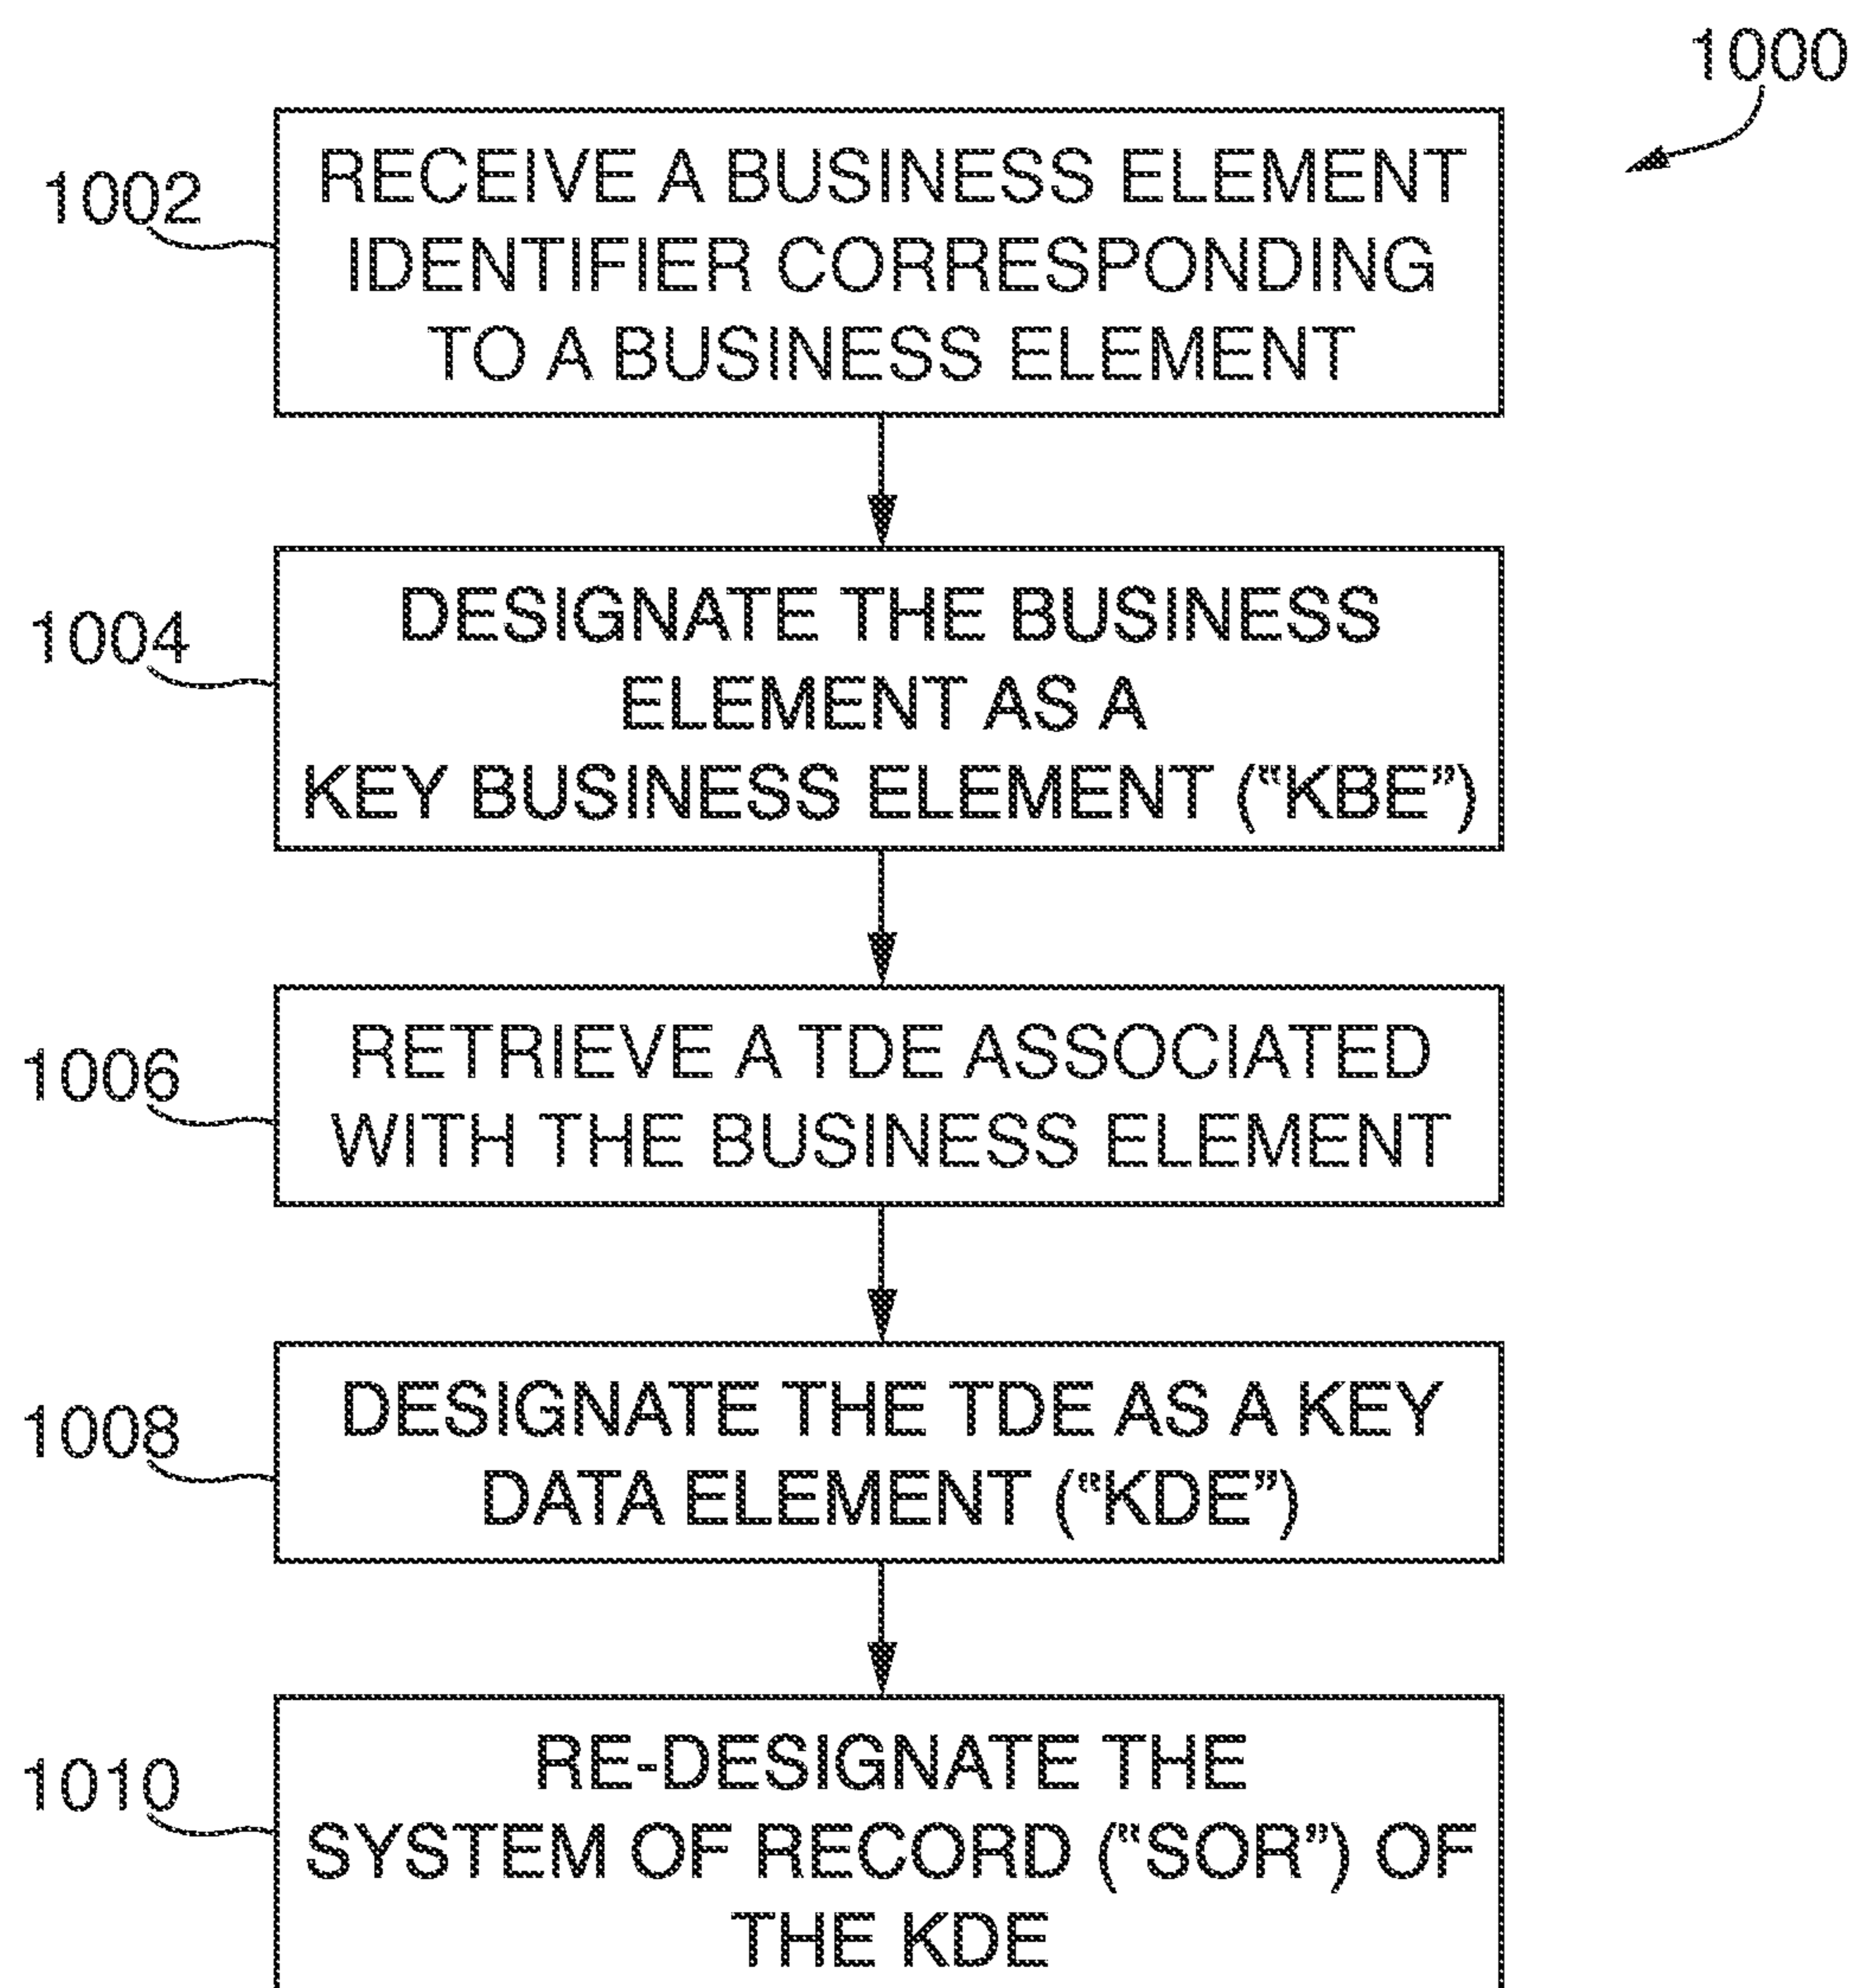 1000
1002
RECEIVE A BUSINESS ELEMENT
IDENTIFIER CORRESPONDING
TO A BUSINESS ELEMENT
1004
DESIGNATE THE BUSINESS
ELEMENT AS A
KEY BUSINESS ELEMENT (“KBE”)
1006
RETRIEVE A TDE ASSOCIATED
WITH THE BUSINESS ELEMENT
1008
DESIGNATE THE TDE AS A KEY
DATA ELEMENT (“KDE”)
1010
RE-DESIGNATE THE
SYSTEM OF RECORD (“SOR”) OF
THE KDE